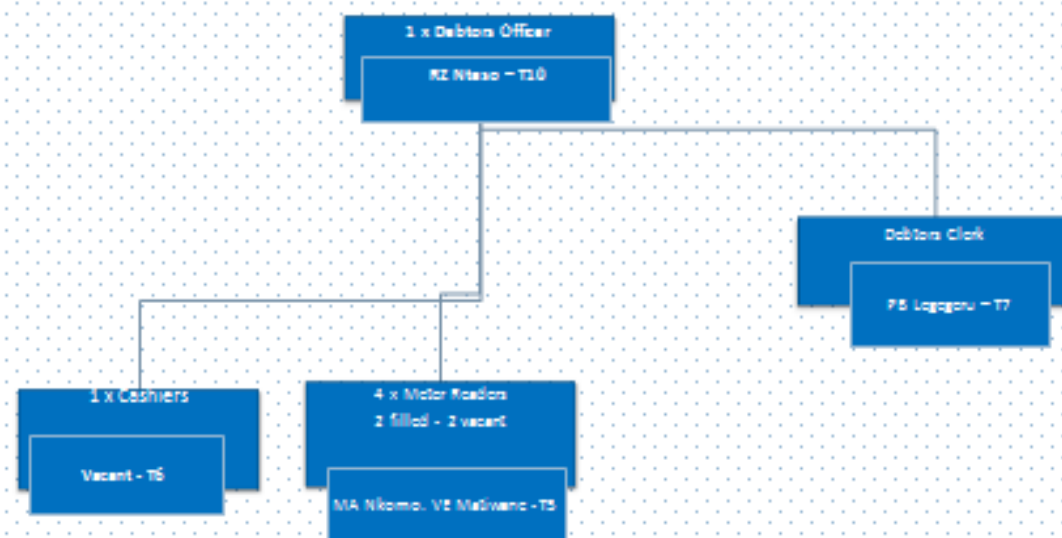 1 x Debtors Officer
RZ Ntaso – T10
Debtors Clerk
PB – T7
1 x Cashiers
Vacant - T6
4 x Meter Readers
2 filled - 2 vacant
MA Nkomo. VE Matiwane -T5